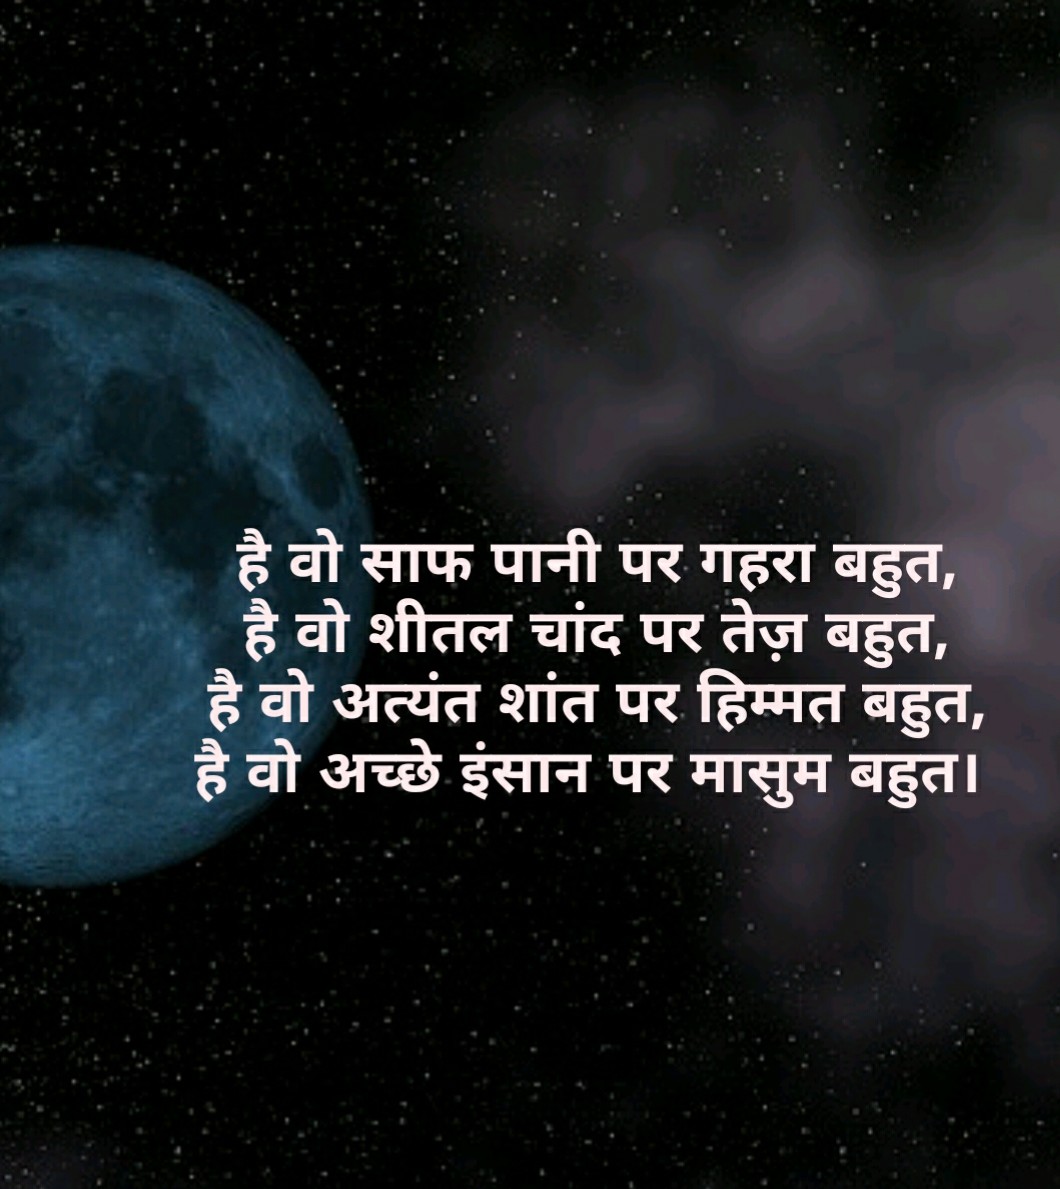 है वो साफ पानी पर गहरा बहुत,
है वो शीतल चांद पर तेज़ बहुत,
है वो अत्यंत शांत पर हिम्मत बहुत,
है वो अच्छे इंसान पर मासुम बहुत।